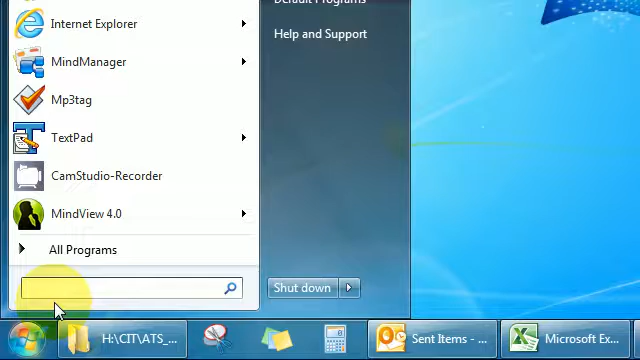 Default Programs
Internet Explorer
Help and Support
MindManager
Mp3tag
TextPad
CamStudio-Recorder
MindView 4.0
All Programs
Shut down
H:\CIT\ATS_...
Sent Items - ...
Microsoft Ex...